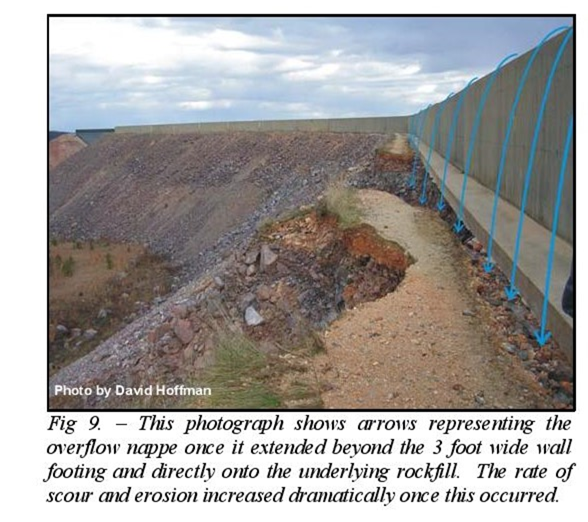 Photo by David Hoffman
Fig 9. – This photograph shows arrows representing the
overflow nappe once it extended beyond the 3 foot wide wall
footing and directly onto the underlying rockfill. The rate of
scour and erosion increased dramatically once this occurred.